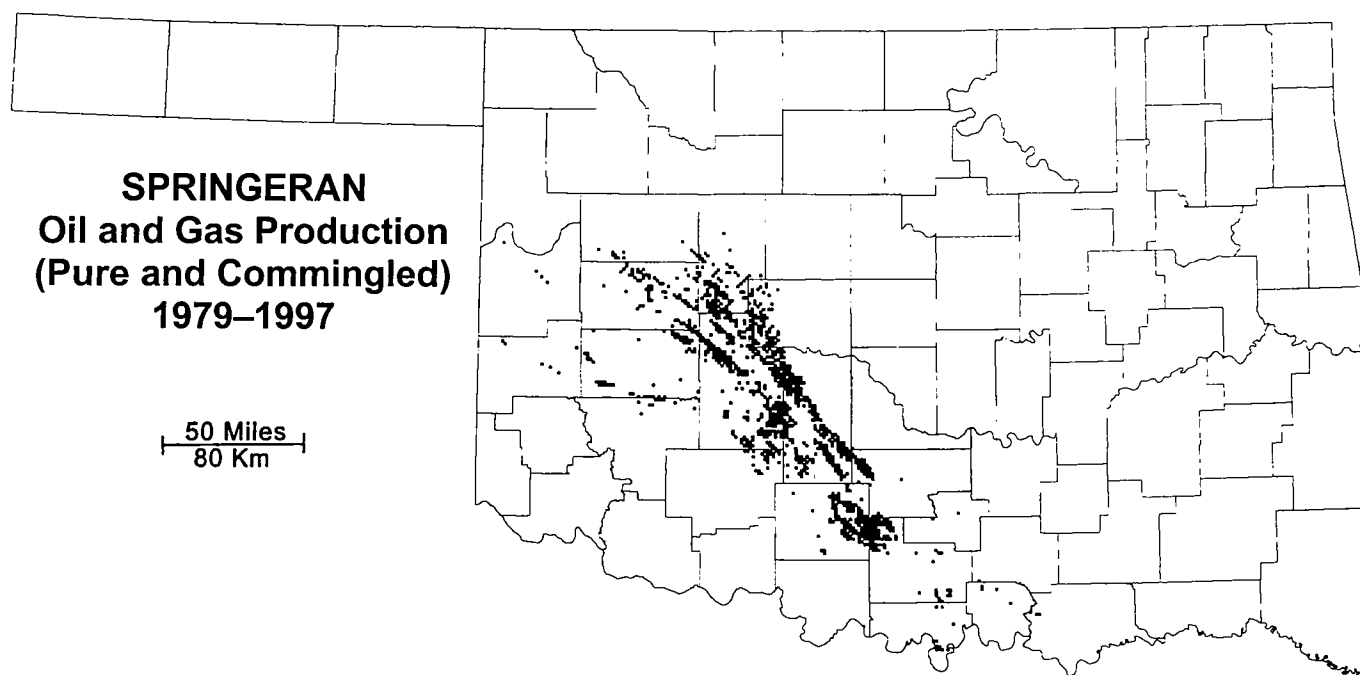 SPRINGERAN
Oil and Gas Production
(Pure and Commingled)
1979–1997
50 Miles
80 Km